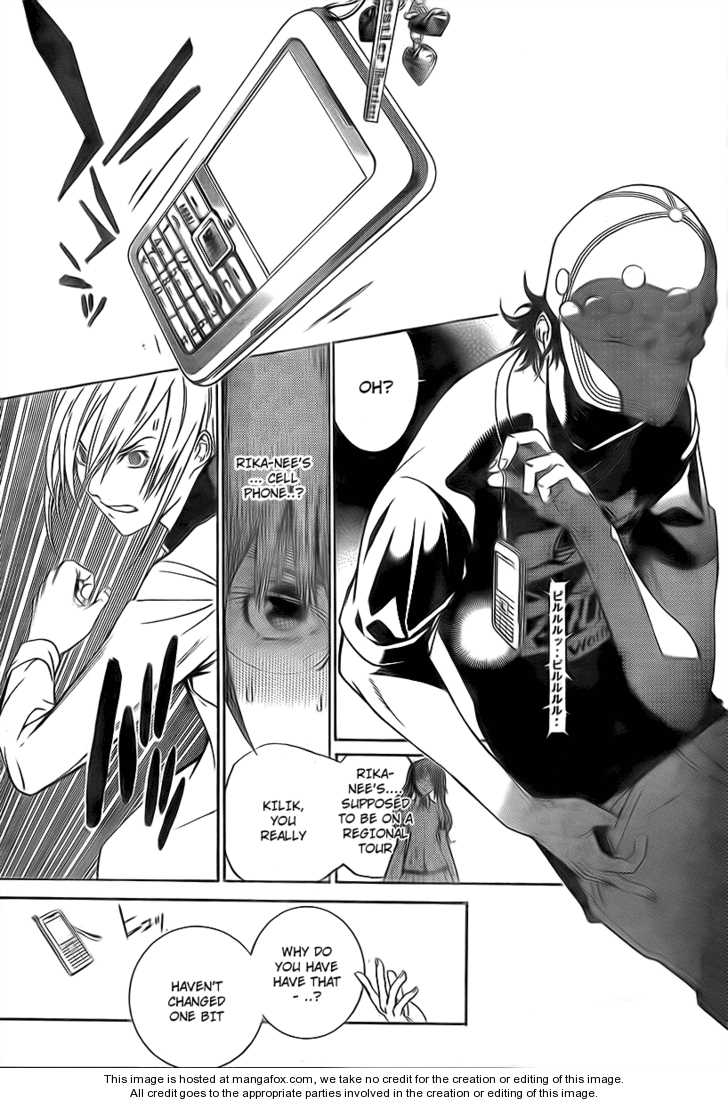 OH?
RIKA-NEE'S
... CELL
PHONE..?
ピルルルッ・・ピルルルル・
RIKA-
NEE'S....
SUPPOSED
TO BE ON A
REGIONAL
TOUR
KILIK,
YOU
REALLY
WHY DO
YOU HAVE
HAVE THAT
- ..?
HAVEN'T
CHANGED
ONE BIT
ヒュッ
This image is hosted at mangafox.com, we take no credit for the creation or editing of this image.
All credit goes to the appropriate parties involved in the creation or editing of this image.